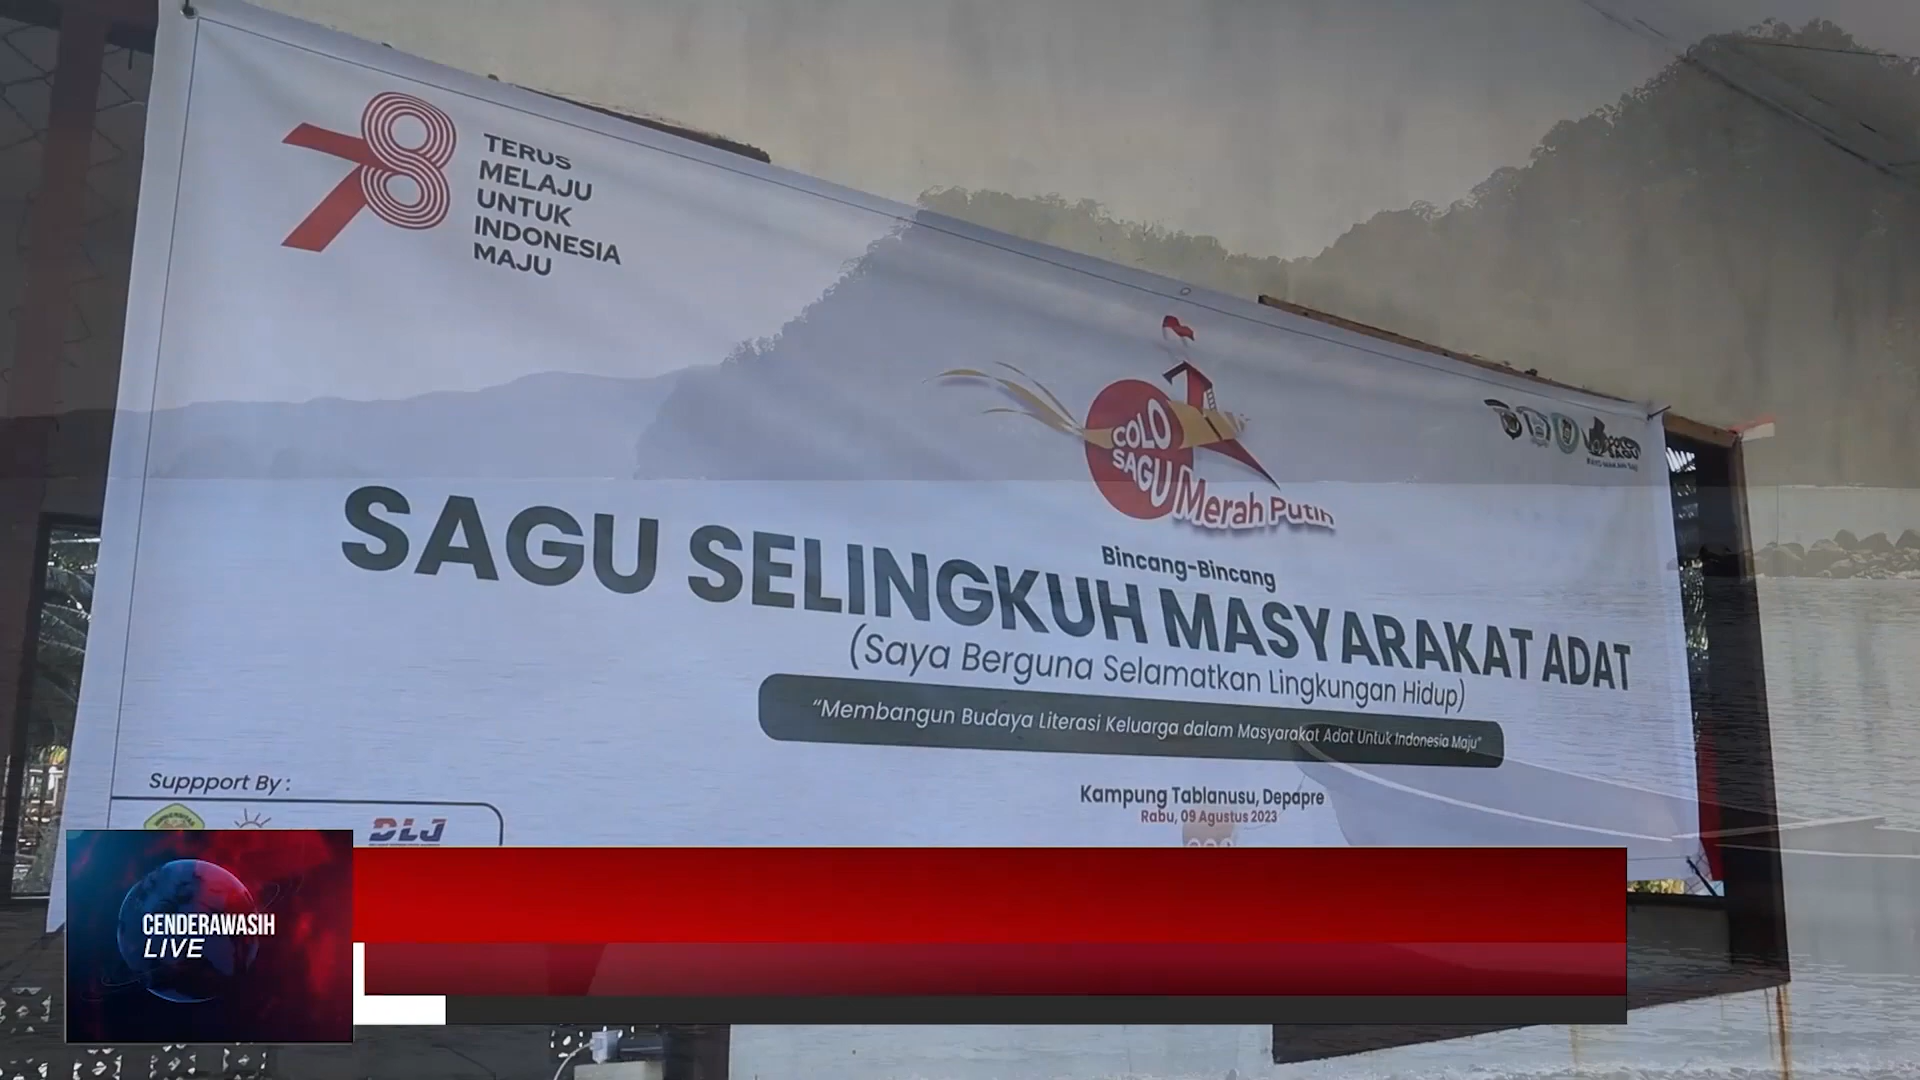 78
TERUS
MELAJU
UNTUK
INDONESIA
MAJU
COLO
SAGU
Merah Putih
Bincang-Bincang
SAGU SELINGKUH MASYARAKAT ADAT
(Saya Berguna Selamatkan Lingkungan Hidup)
"Membangun Budaya Literasi Keluarga dalam Masyarakat Adat Untuk Indonesia Maju"
Kampung Tablanusu, Depapre
Rabu, 09 Agustus 2023
Suppport By :
DLJ
CENDERAWASIH
LIVE